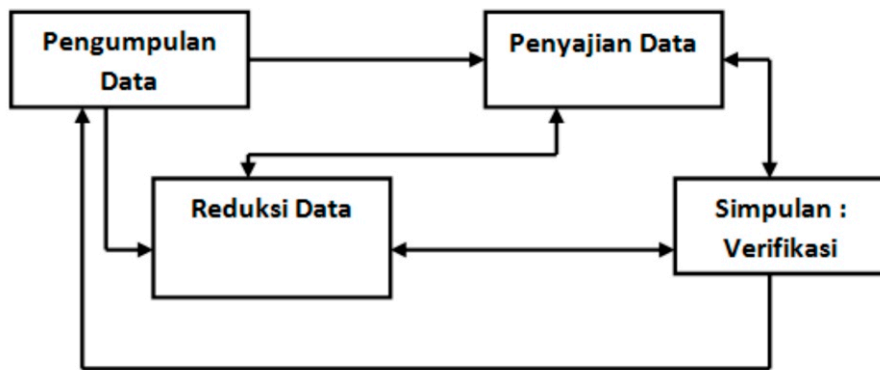 Pengumpulan
Data
Penyajian Data
Reduksi Data
Simpulan :
Verifikasi